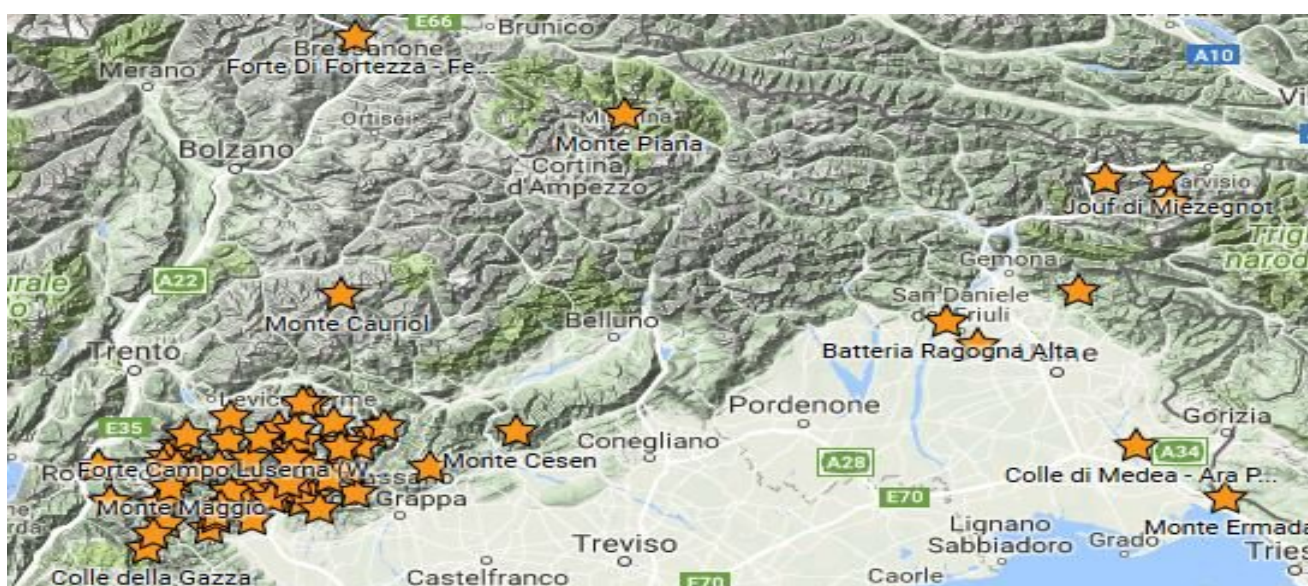 E66
Brunico
Merano
Forte Di Fortezza - Fe...
A10
Ortisei
Bolzano
Monte Piana
Cortina
d'Ampezzo
Jouf di Miezegnot
A22
Gemona
San Daniele
Monte Cauriol
Belluno
Trento
Batteria Ragogna Alta
Pordenone
E35
Gorizia
Conegliano
Monte Cesen
A28
A34
Forte Campo Luserna (W...
Colle di Medea - Ara P...
Grappa
E70
Monte Maggio
Lignano
Sabbiadoro
Grado
Monte Ermada
Treviso
Colle della Gazza
Castelfranco
E70
Caorle